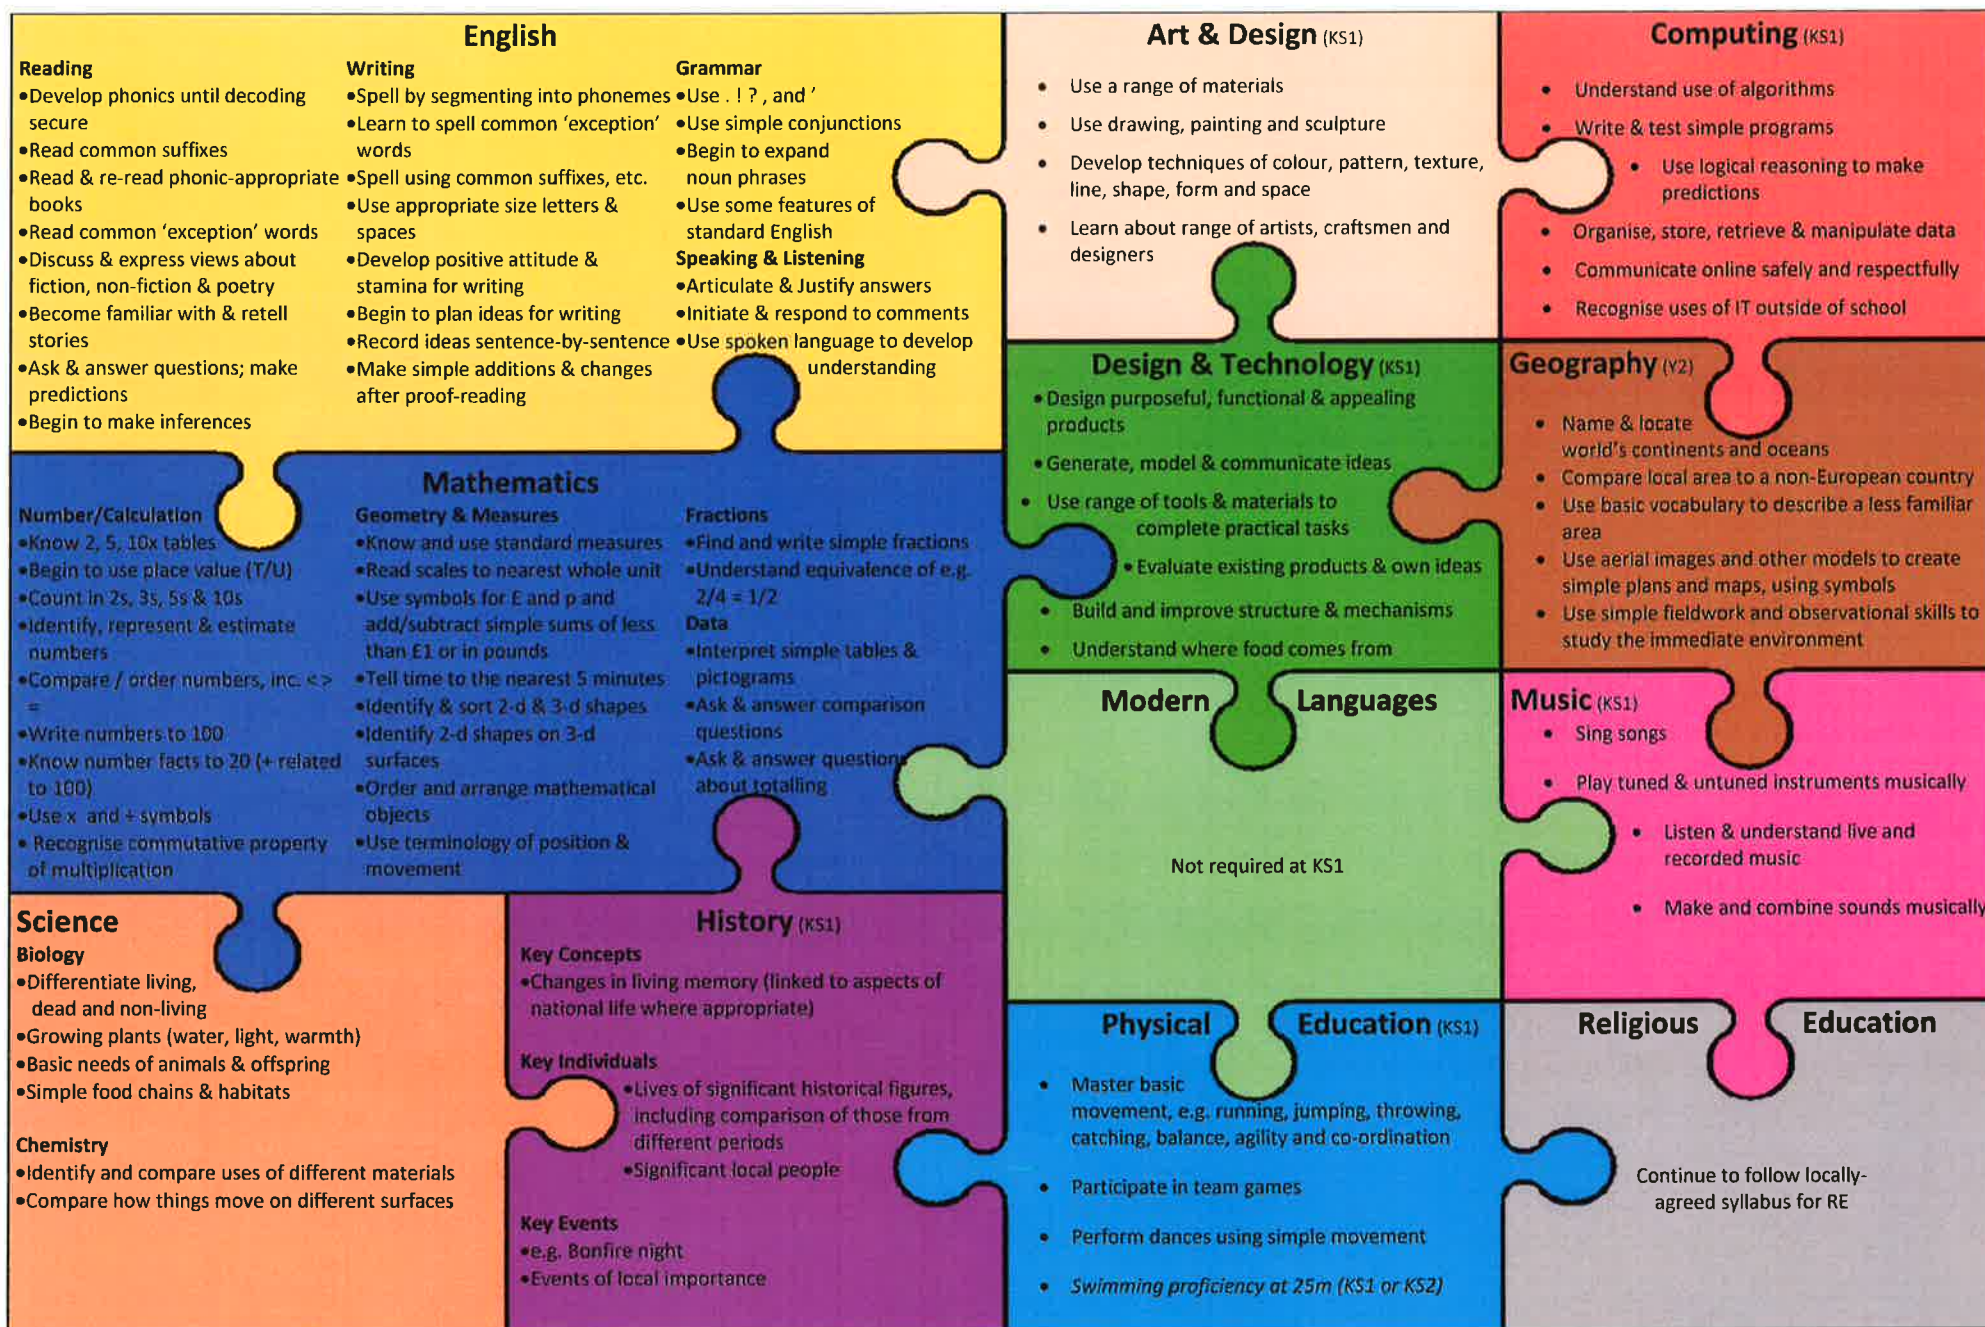 English
Reading
•Develop phonics until decoding
secure
•Read common suffixes
•Read & re-read phonic-appropriate
books
•Read common 'exception' words
•Discuss & express views about
fiction, non-fiction & poetry
•Become familiar with & retell
stories
•Ask & answer questions; make
predictions
•Begin to make inferences
Writing
•Spell by segmenting into phonemes
•Learn to spell common 'exception'
words
•Spell using common suffixes, etc.
•Use appropriate size letters &
spaces
•Develop positive attitude &
stamina for writing
•Begin to plan ideas for writing
•Record ideas sentence-by-sentence
•Make simple additions & changes
after proof-reading
Grammar
•Use . ! ? , and '
•Use simple conjunctions
•Begin to expand
noun phrases
•Use some features of
standard English
Speaking & Listening
•Articulate & Justify answers
•Initiate & respond to comments
•Use spoken language to develop
understanding
Art & Design (KS1)
• Use a range of materials
• Use drawing, painting and sculpture
• Develop techniques of colour, pattern, texture,
line, shape, form and space
• Learn about range of artists, craftsmen and
designers
Computing (KS1)
• Understand use of algorithms
• Write & test simple programs
• Use logical reasoning to make
predictions
• Organise, store, retrieve & manipulate data
• Communicate online safely and respectfully
• Recognise uses of IT outside of school
Mathematics
Number/Calculation
•Know 2, 5, 10x tables
•Begin to use place value (T/U)
•Count in 2s, 3s, 5s & 10s
•Identify, represent & estimate
numbers
•Compare / order numbers, inc. < >
=
•Write numbers to 100
•Know number facts to 20 (+ related
to 100)
•Use x and ÷ symbols
• Recognise commutative property
of multiplication
Geometry & Measures
•Know and use standard measures
•Read scales to nearest whole unit
•Use symbols for £ and p and
add/subtract simple sums of less
than £1 or in pounds
•Tell time to the nearest 5 minutes
•Identify & sort 2-d & 3-d shapes
•Identify 2-d shapes on 3-d
surfaces
•Order and arrange mathematical
objects
•Use terminology of position &
movement
Fractions
•Find and write simple fractions
•Understand equivalence of e.g.
2/4 = 1/2
Data
•Interpret simple tables &
pictograms
•Ask & answer comparison
questions
•Ask & answer questions
about totalling
Design & Technology (KS1)
• Design purposeful, functional & appealing
products
• Generate, model & communicate ideas
• Use range of tools & materials to
complete practical tasks
• Evaluate existing products & own ideas
• Build and improve structure & mechanisms
• Understand where food comes from
Geography (Y2)
• Name & locate
world's continents and oceans
• Compare local area to a non-European country
• Use basic vocabulary to describe a less familiar
area
• Use aerial images and other models to create
simple plans and maps, using symbols
• Use simple fieldwork and observational skills to
study the immediate environment
Modern Languages
Not required at KS1
Music (KS1)
• Sing songs
• Play tuned & untuned instruments musically
• Listen & understand live and
recorded music
• Make and combine sounds musically
Science
Biology
•Differentiate living,
dead and non-living
•Growing plants (water, light, warmth)
•Basic needs of animals & offspring
•Simple food chains & habitats
Chemistry
•Identify and compare uses of different materials
•Compare how things move on different surfaces
History (KS1)
Key Concepts
•Changes in living memory (linked to aspects of
national life where appropriate)
Key Individuals
•Lives of significant historical figures,
including comparison of those from
different periods
•Significant local people
Key Events
•e.g. Bonfire night
•Events of local importance
Physical Education (KS1)
• Master basic
movement, e.g. running, jumping, throwing,
catching, balance, agility and co-ordination
• Participate in team games
• Perform dances using simple movement
• Swimming proficiency at 25m (KS1 or KS2)
Religious Education
Continue to follow locally-
agreed syllabus for RE